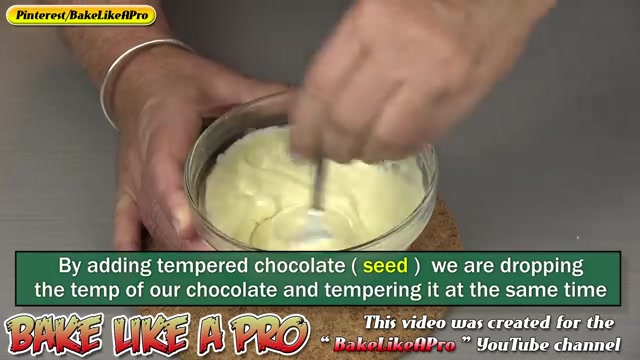 Pinterest/BakeLikeAPro
By adding tempered chocolate ( seed ) we are dropping
the temp of our chocolate and tempering it at the same time
BAKE LIKE A PRO
This video was created for the
“ BakeLikeAPro ” YouTube channel